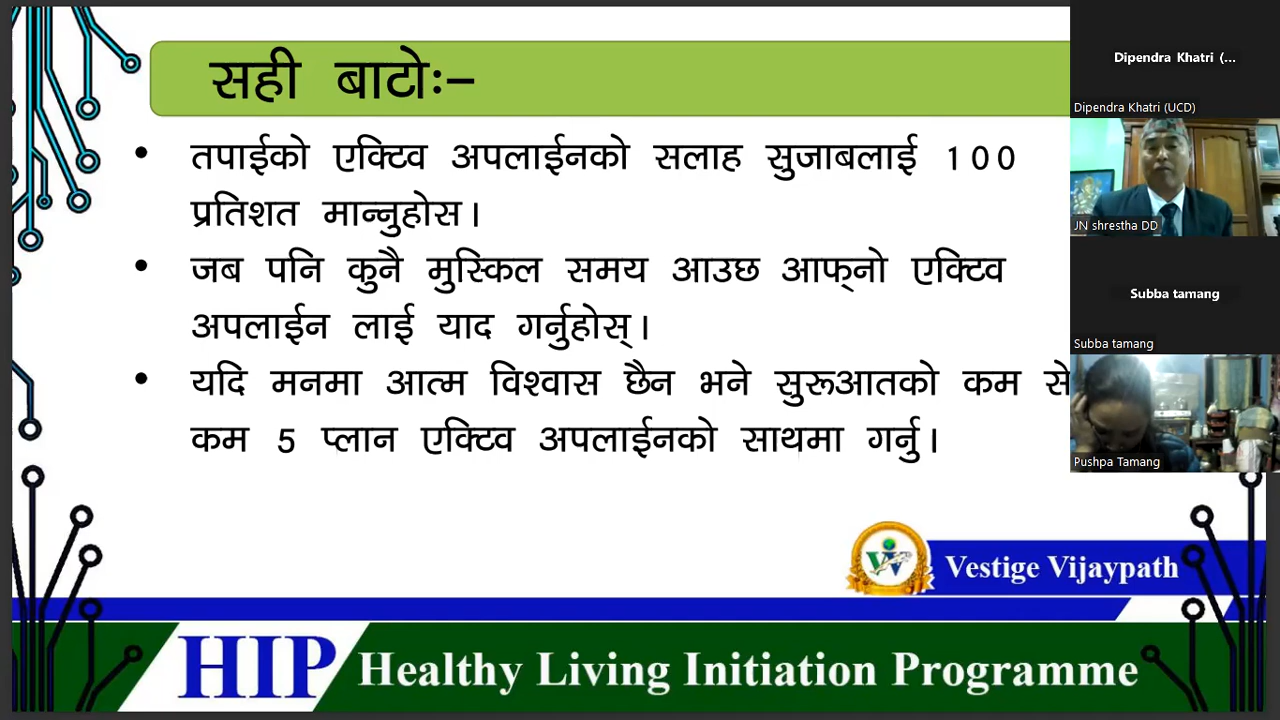 सही बाटोः–
• तपाईको एक्टिव अपलाईनको सलाह सुजाबलाई 100
प्रतिशत मान्नुहोस।
• जब पनि कुनै मुस्किल समय आउछ आफ्नो एक्टिव
अपलाईन लाई याद गर्नुहोस्।
• यदि मनमा आत्म विश्वास छैन भने सुरूआतको कम से
कम 5 प्लान एक्टिव अपलाईनको साथमा गर्नु।
Vestige Vijaypath
HIP Healthy Living Initiation Programme
Dipendra Khatri (...
Dipendra Khatri (UCD)
JN shrestha DD
Subba tamang
Subba tamang
Pushpa Tamang